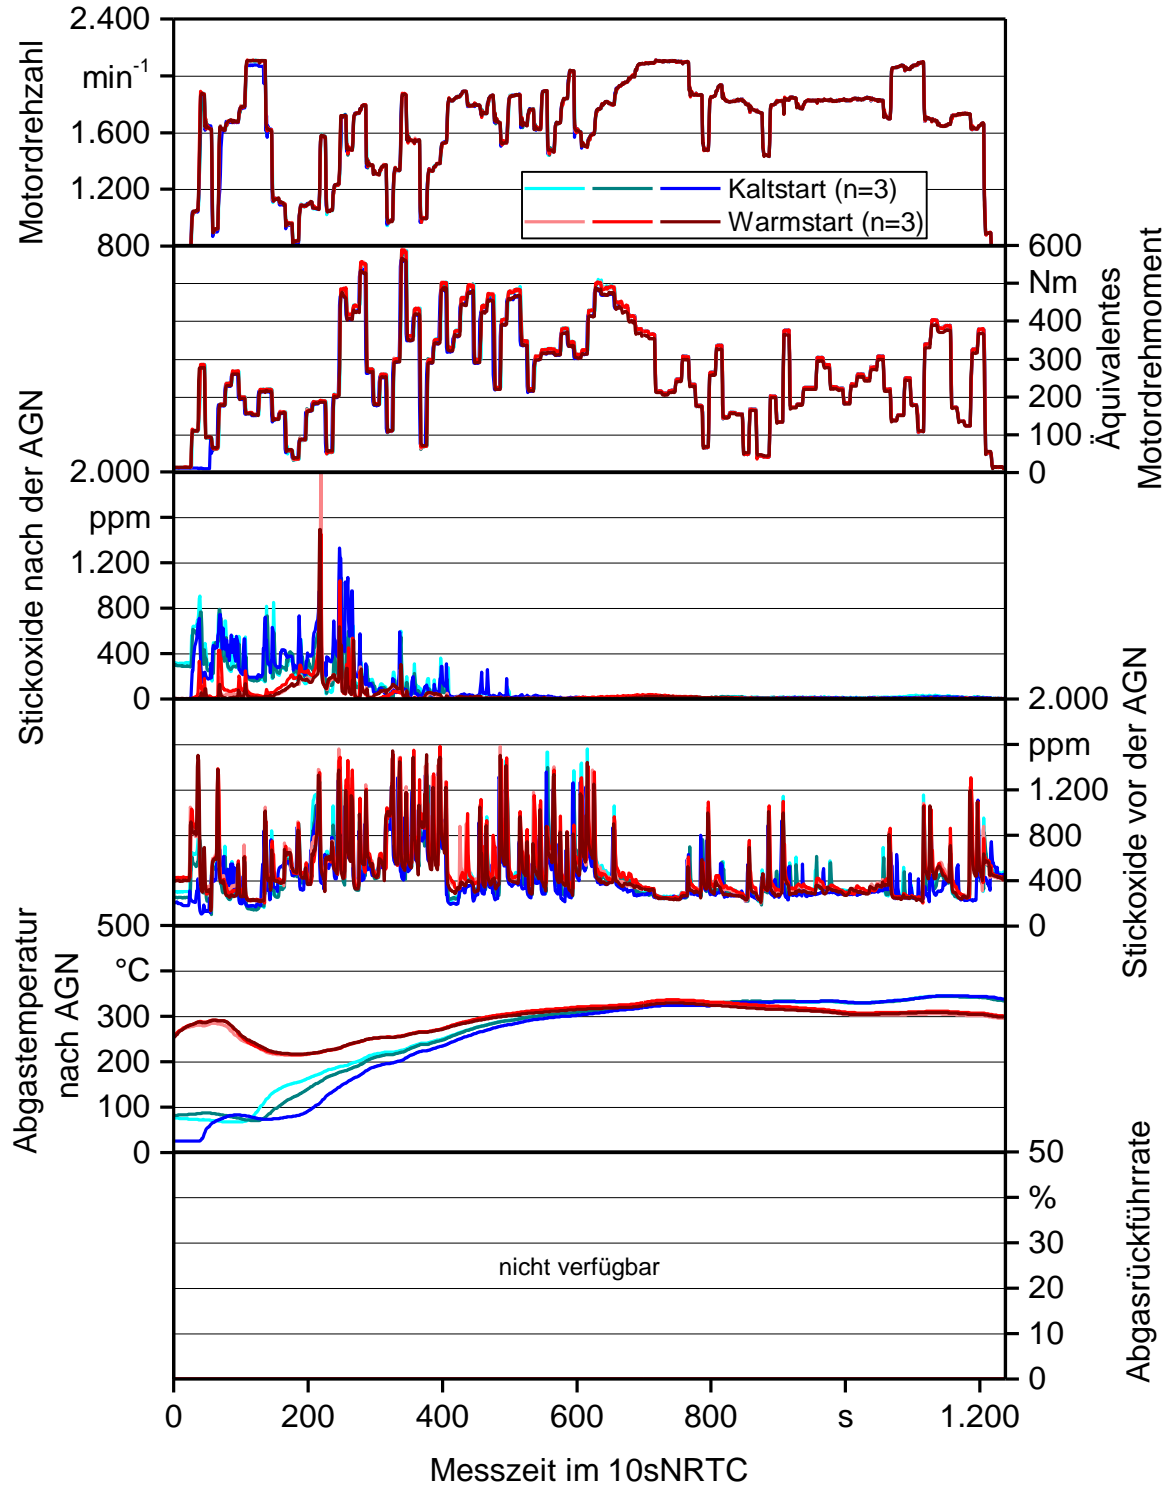 2.400
min-1
1.600
1.200
800
Motordrehzahl
Kaltstart (n=3)
Warmstart (n=3)
600
Nm
400
300
200
100
0
Äquivalentes
Motordrehmoment
2.000
ppm
1.200
800
400
0
Stickoxide nach der AGN
2.000
ppm
1.200
800
400
0
Stickoxide vor der AGN
500
°C
300
200
100
0
Abgastemperatur
nach AGN
50
%
30
20
10
0
Abgasrückführrate
nicht verfügbar
0 200 400 600 800 s 1.200
Messzeit im 10sNRTC